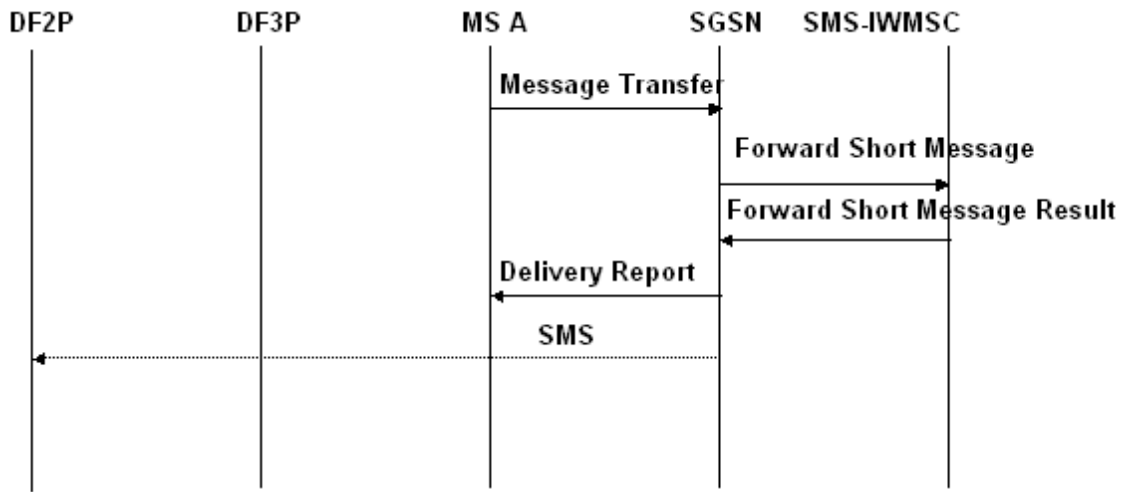 DF2P DF3P MS A SGSN SMS-IWMSC
Message Transfer
Forward Short Message
Forward Short Message Result
Delivery Report
SMS